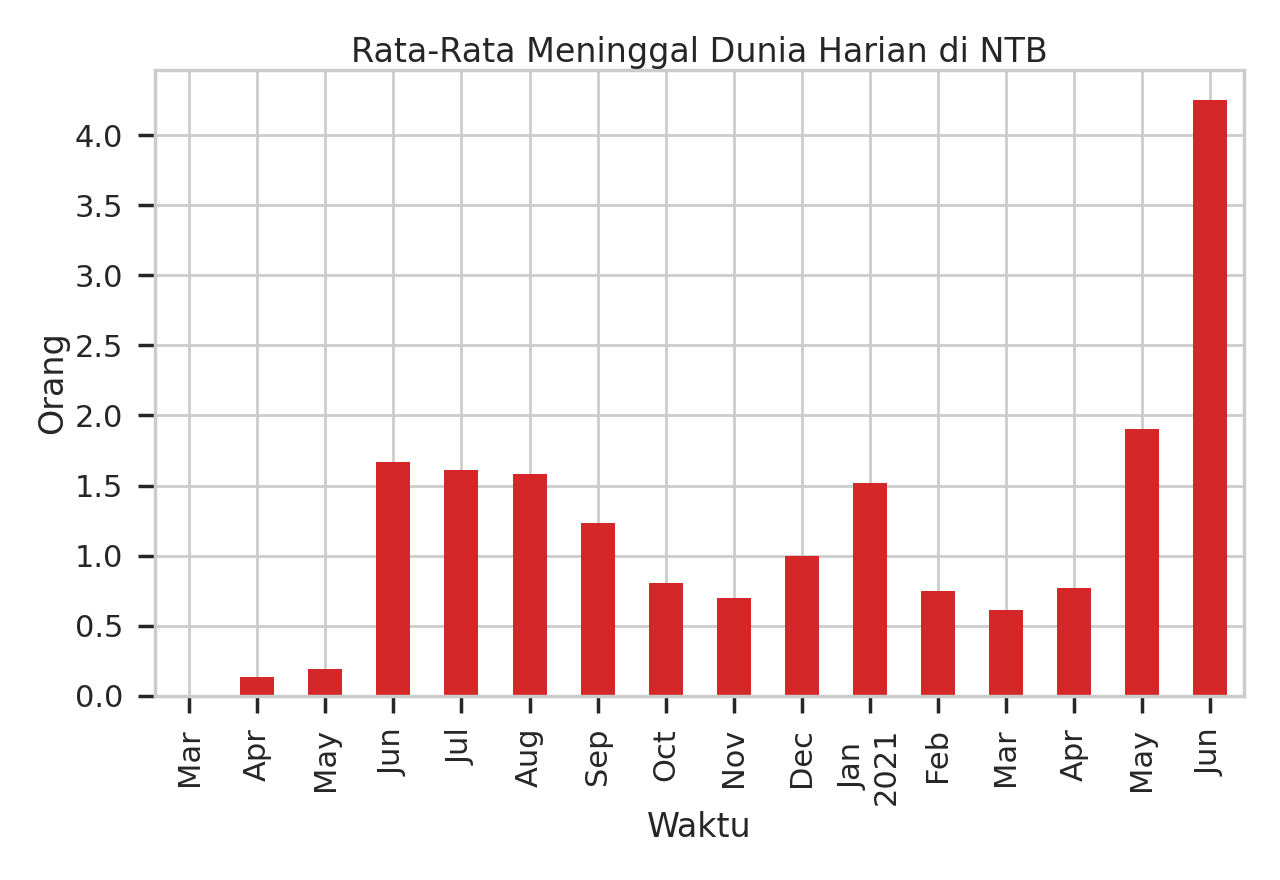 Rata-Rata Meninggal Dunia Harian di NTB
Orang
4.0
3.5
3.0
2.5
2.0
1.5
1.0
0.5
0.0
Mar
Apr
May
Jun
Jul
Aug
Sep
Oct
Nov
Dec
Jan
2021
Feb
Mar
Apr
May
Jun
Waktu